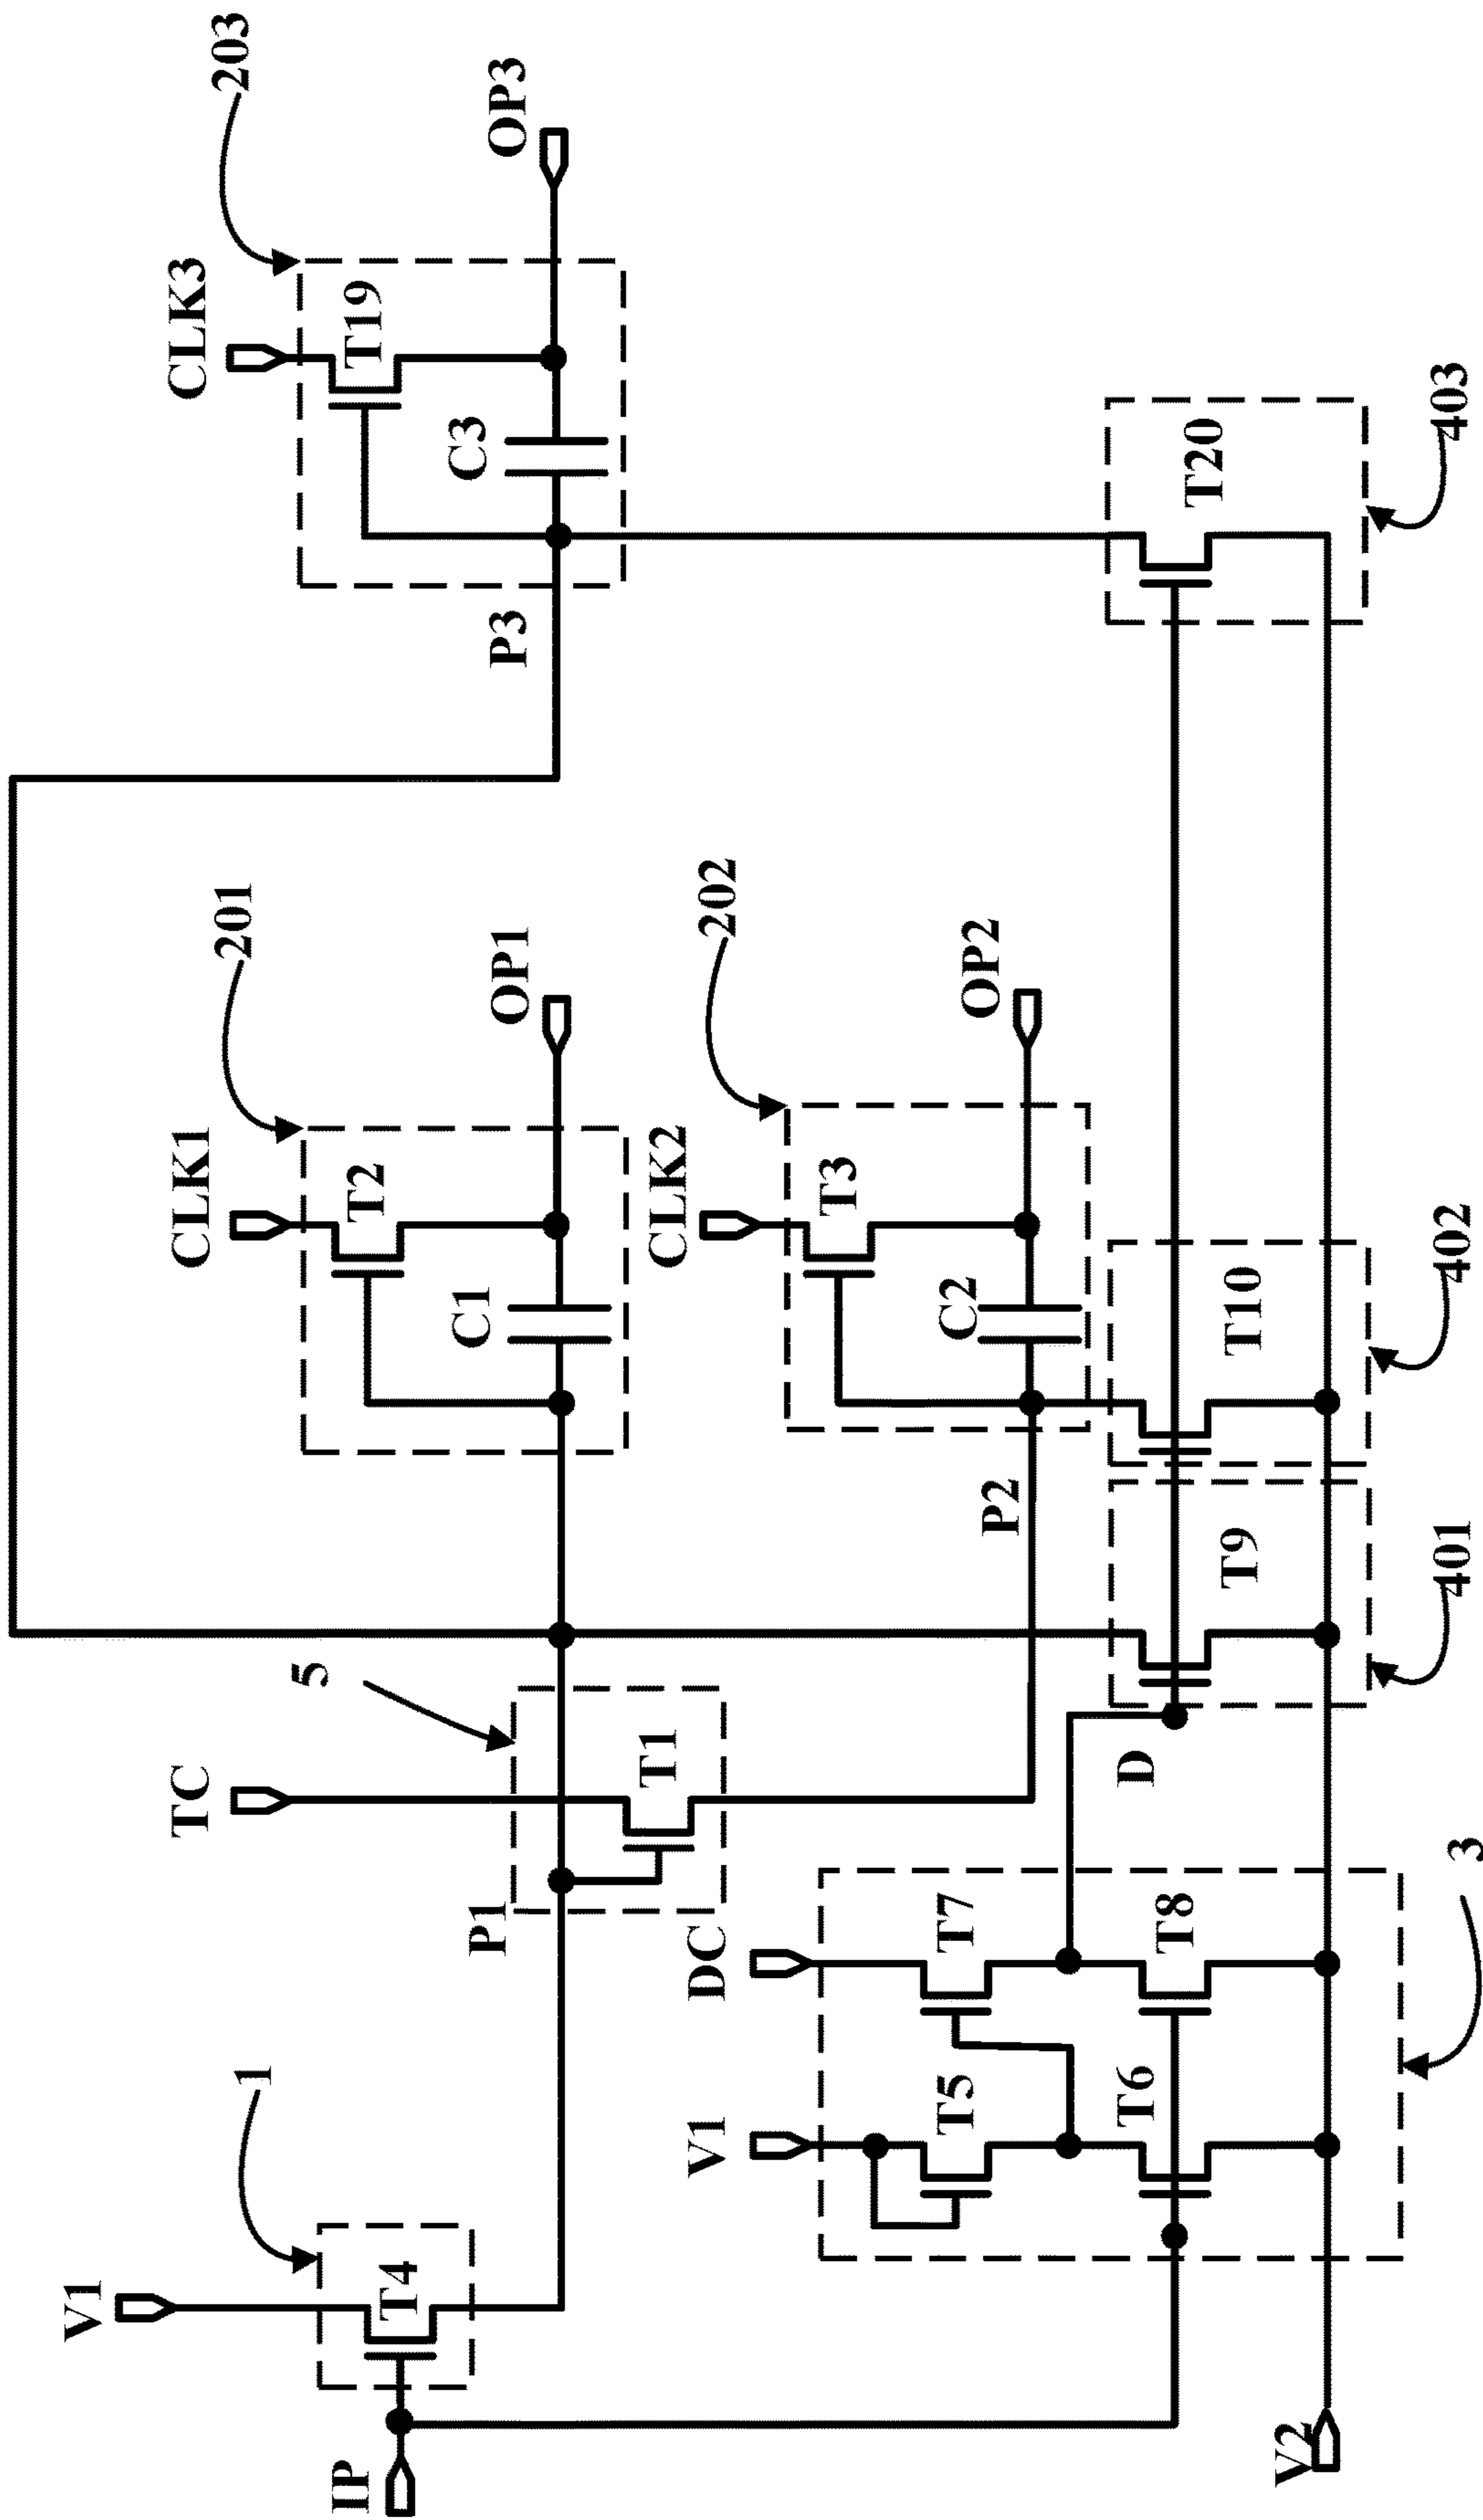 IP
V1
T4
1
V2
V1
T5
T6
DC
T7
T8
3
P1
TC
T1
5
D
P2
CLK1
T2
C1
201
OP1
CLK2
T3
C2
202
OP2
T9
401
T10
402
P3
CLK3
T19
C3
203
OP3
T20
403